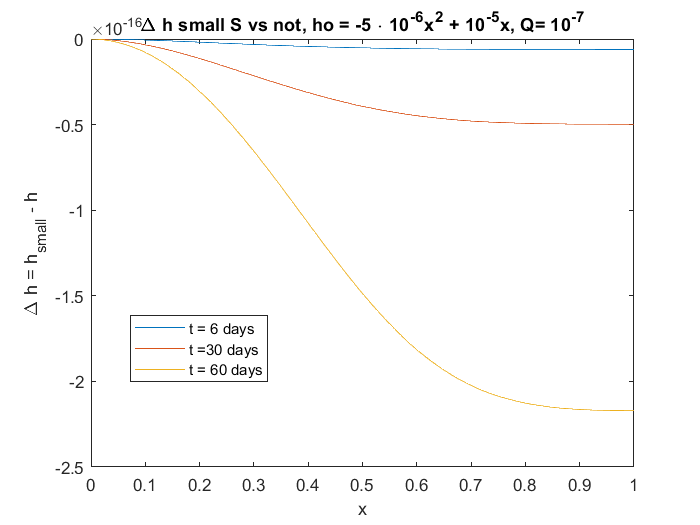 ×10-16
Δ h small S vs not, ho = -5 · 10-6x2 + 10-5x, Q= 10-7
0
-0.5
-1
-1.5
-2
-2.5
Δ h = hsmall - h
t = 6 days
t =30 days
t = 60 days
0 0.1 0.2 0.3 0.4 0.5 0.6 0.7 0.8 0.9 1
x